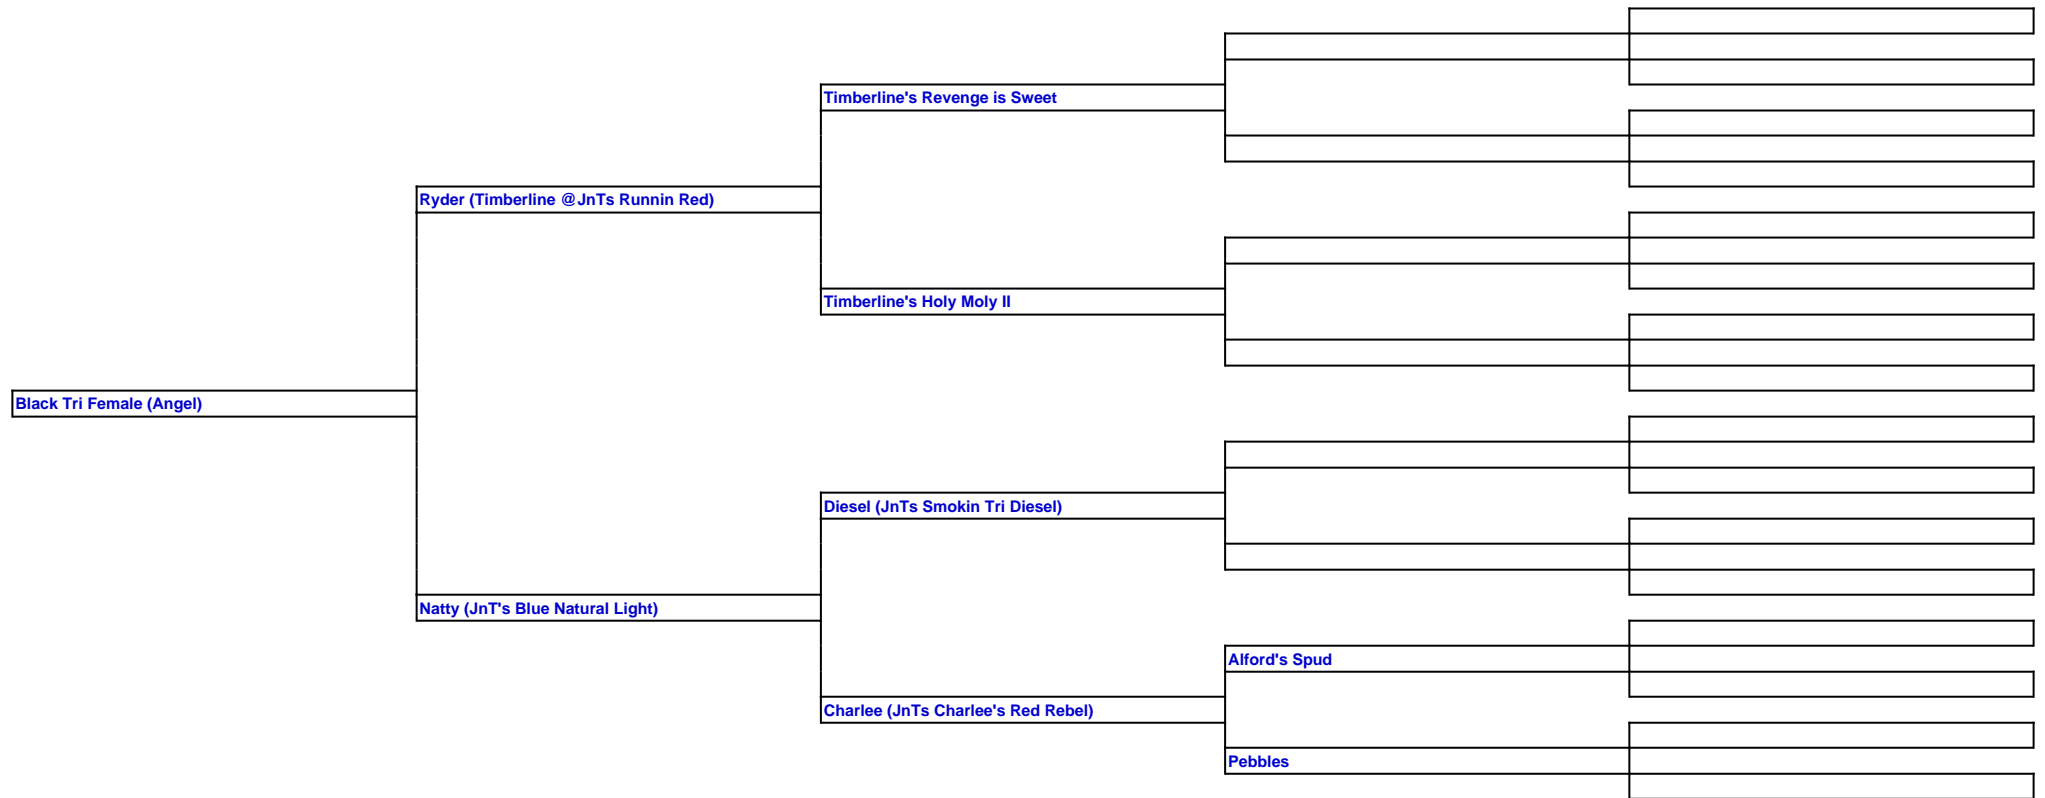 Timberline's Revenge is Sweet
Ryder (Timberline @JnTs Runnin Red)
Timberline's Holy Moly II
Black Tri Female (Angel)
Diesel (JnTs Smokin Tri Diesel)
Natty (JnT's Blue Natural Light)
Alford's Spud
Charlee (JnTs Charlee's Red Rebel)
Pebbles